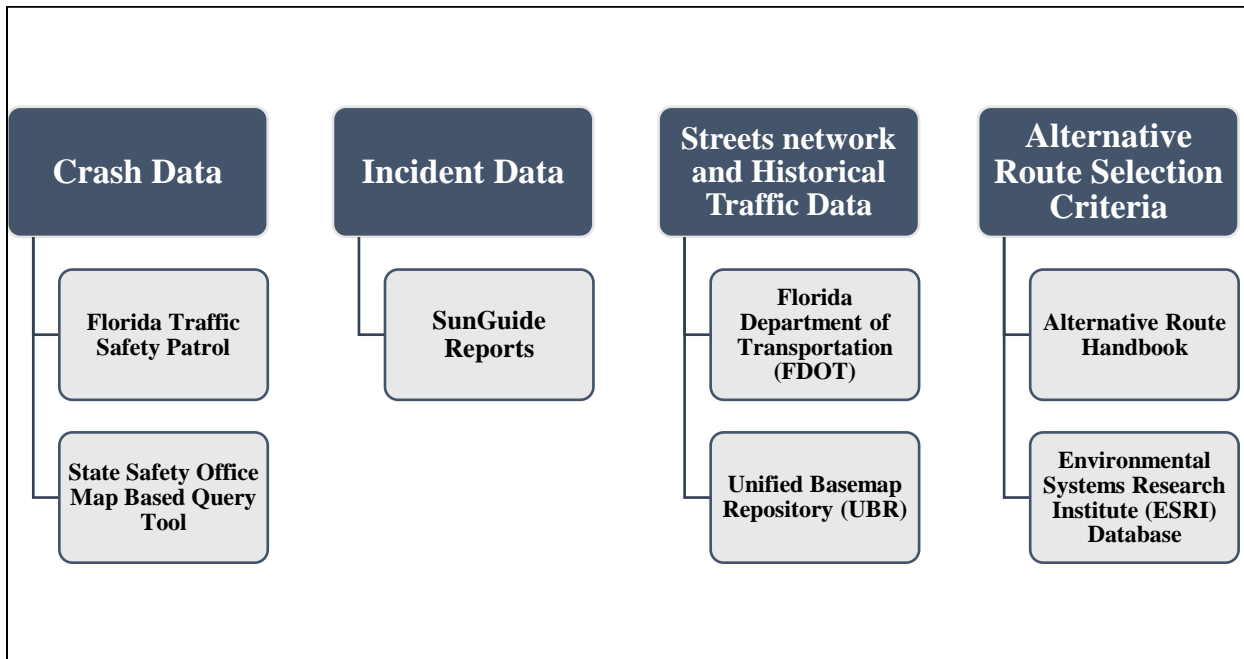 Crash Data
Florida Traffic
Safety Patrol
State Safety Office
Map Based Query
Tool
Incident Data
SunGuide
Reports
Streets network
and Historical
Traffic Data
Florida
Department of
Transportation
(FDOT)
Unified Basemap
Repository (UBR)
Alternative
Route Selection
Criteria
Alternative Route
Handbook
Environmental
Systems Research
Institute (ESRI)
Database